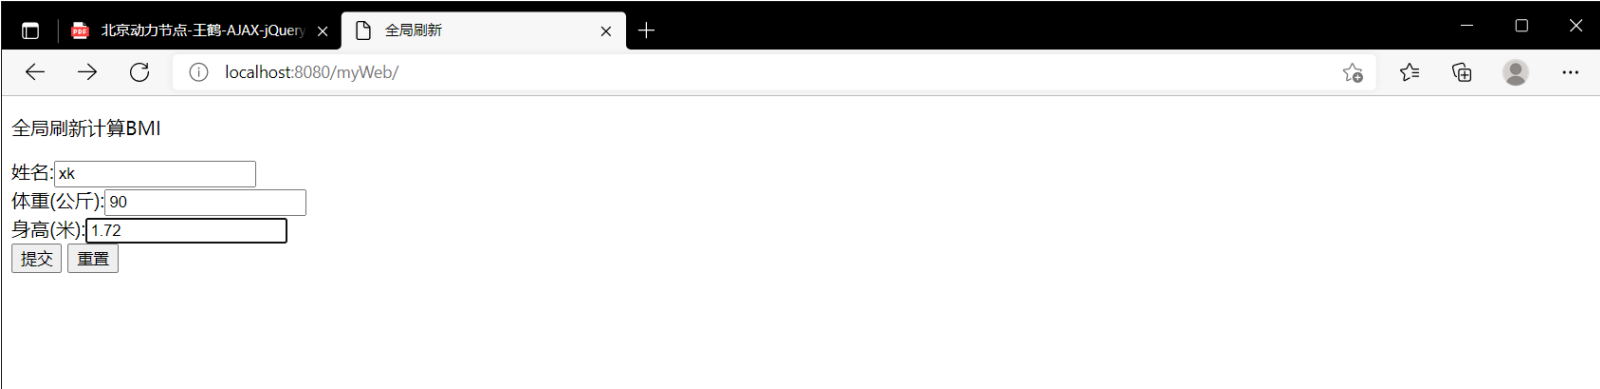 PDF 北京动力节点-王鹤-AJAX-jQuery
全局刷新
localhost:8080/myWeb/
全局刷新计算BMI
姓名:xk
体重(公斤):90
身高(米):1.72
提交 重置